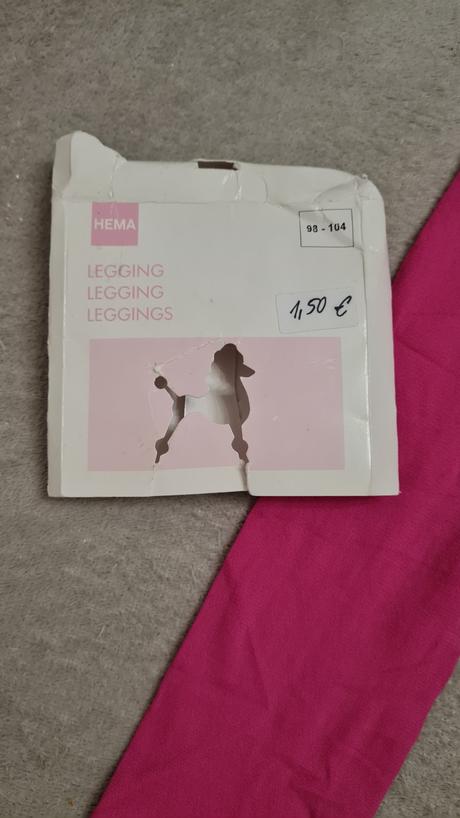 HEMA
98 - 104
LEGGING
LEGGING
LEGGINGS
1,50 €